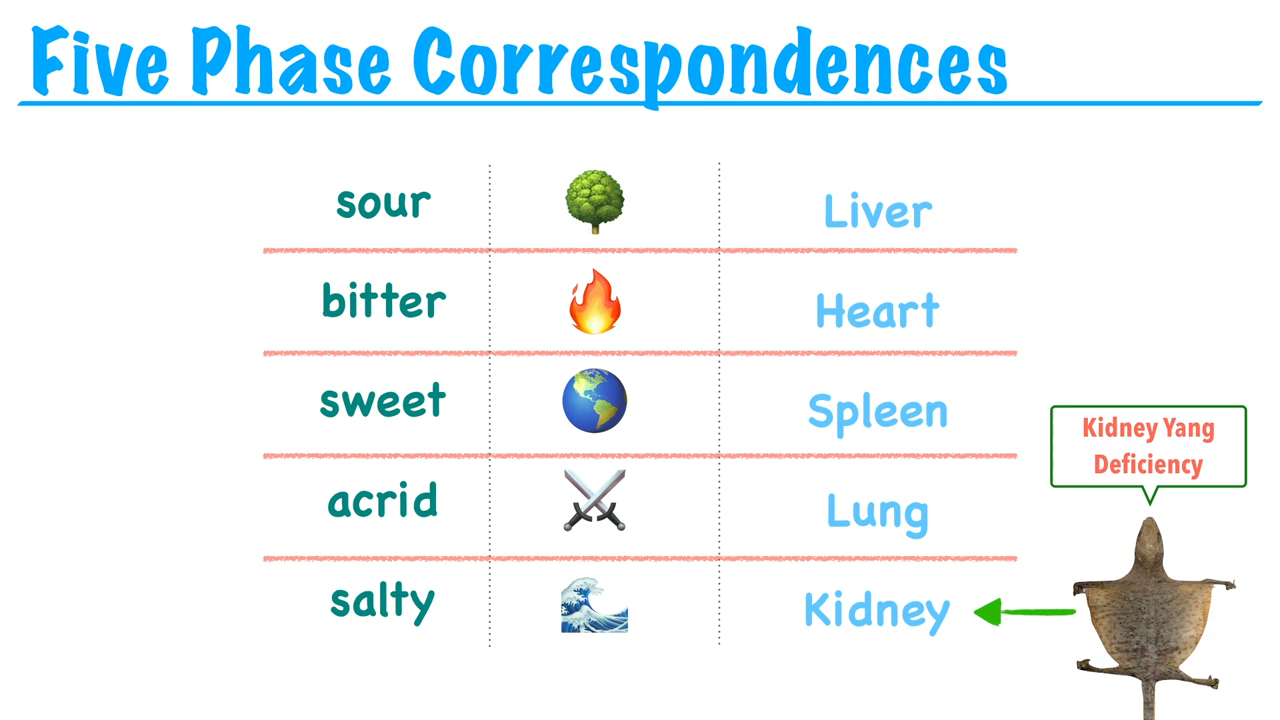 Five Phase Correspondences
sour
Liver
bitter
Heart
sweet
Spleen
acrid
Lung
salty
Kidney
Kidney Yang
Deficiency